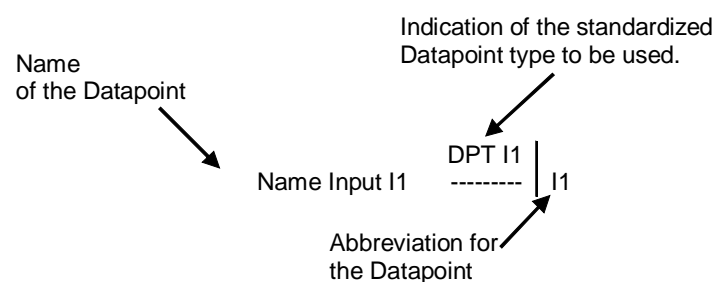 Indication of the standardized
Datapoint type to be used.
Name
of the Datapoint
DPT I1
Name Input I1 --------- I1
Abbreviation for
the Datapoint